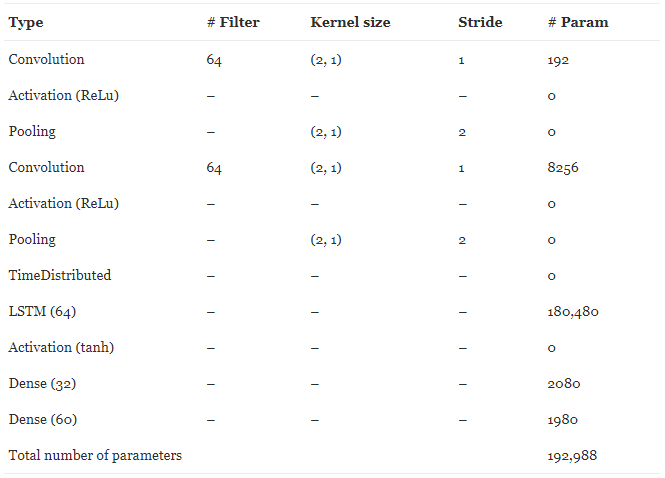 Type # Filter Kernel size Stride # Param
Convolution 64 (2, 1) 1 192
Activation (ReLu) – – – 0
Pooling – (2, 1) 2 0
Convolution 64 (2, 1) 1 8256
Activation (ReLu) – – – 0
Pooling – (2, 1) 2 0
TimeDistributed – – – 0
LSTM (64) – – – 180,480
Activation (tanh) – – – 0
Dense (32) – – – 2080
Dense (60) – – – 1980
Total number of parameters 192,988